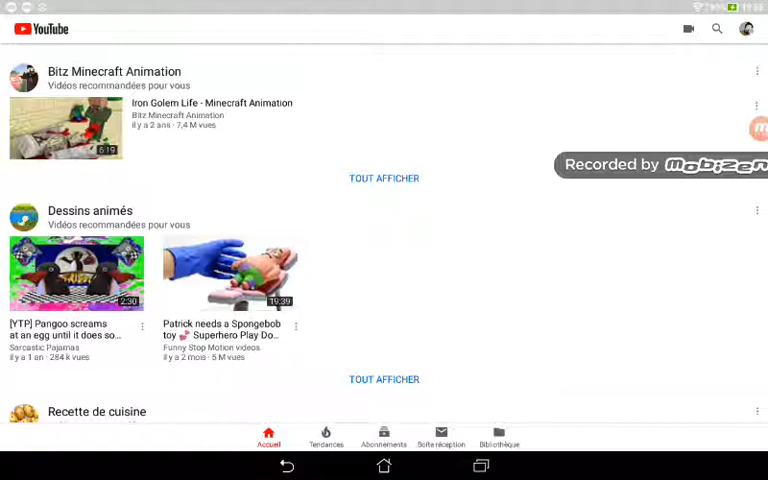 YouTube
Bitz Minecraft Animation
Vidéos recommandées pour vous
Iron Golem Life - Minecraft Animation
Bitz Minecraft Animation
il y a 2 ans · 7,4 M vues
6:19
Recorded by mobizen
TOUT AFFICHER
Dessins animés
Vidéos recommandées pour vous
2:30
19:39
[YTP] Pangoo screams
at an egg until it does so...
Sarcastic Pajamas
il y a 1 an · 284 k vues
Patrick needs a Spongebob
toy 💕 Superhero Play Do...
Funny Stop Motion videos.
il y a 2 mois · 5 M vues
TOUT AFFICHER
Recette de cuisine
Accueil
Tendances
Abonnements
Boîte réception
Bibliothèque